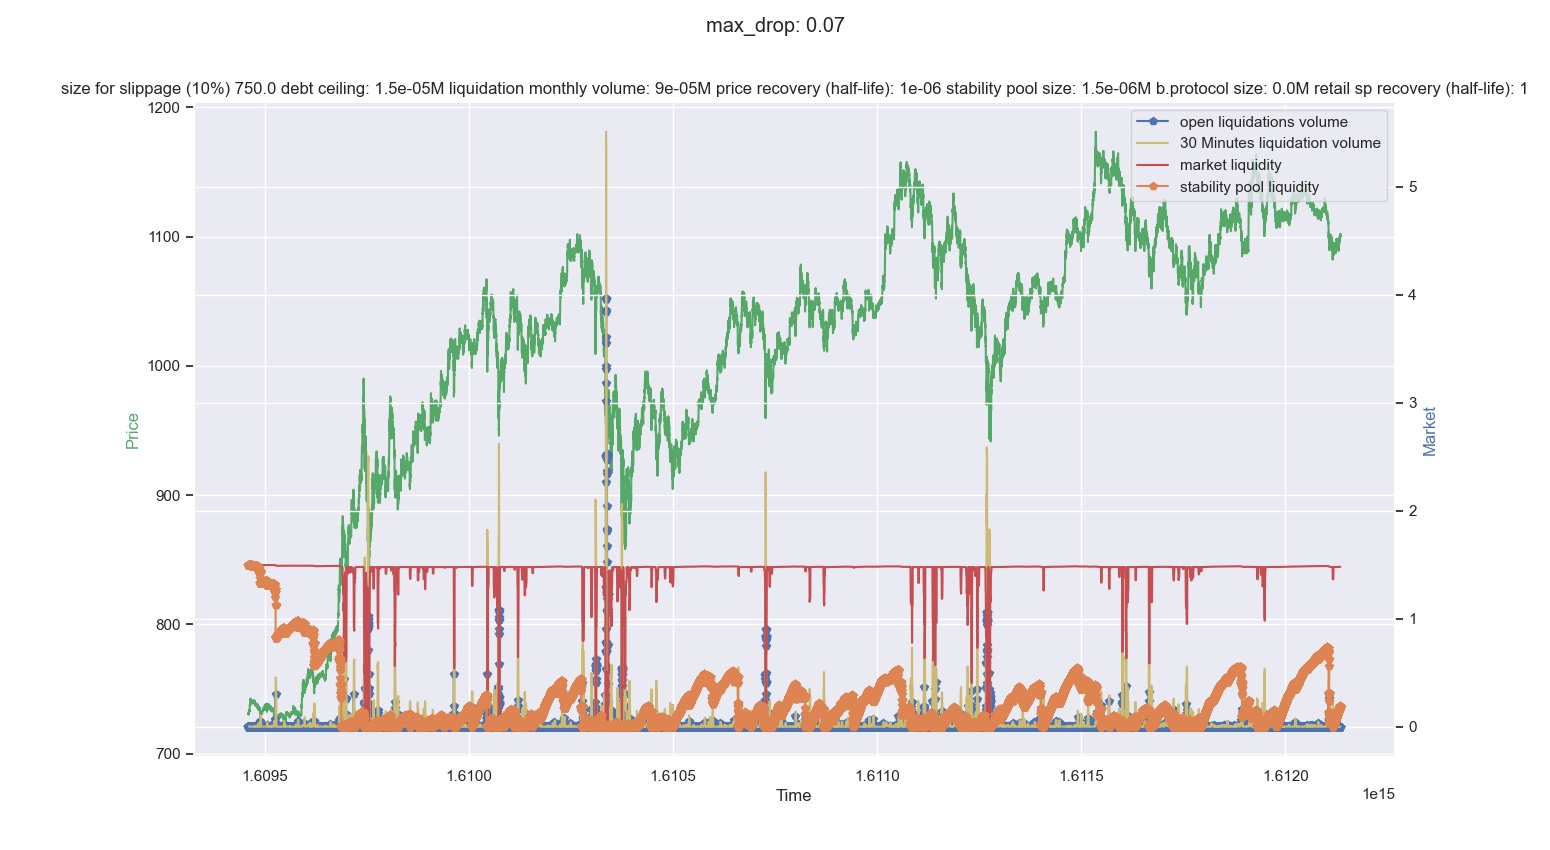 max_drop: 0.07
size for slippage (10%) 750.0 debt ceiling: 1.5e-05M liquidation monthly volume: 9e-05M price recovery (half-life): 1e-06 stability pool size: 1.5e-06M b.protocol size: 0.0M retail sp recovery (half-life): 1
open liquidations volume
30 Minutes liquidation volume
market liquidity
stability pool liquidity
1200
1100
1000
900
800
700
Price
5
4
3
2
1
0
Market
1.6095 1.6100 1.6105 1.6110 1.6115 1.6120
1e15
Time